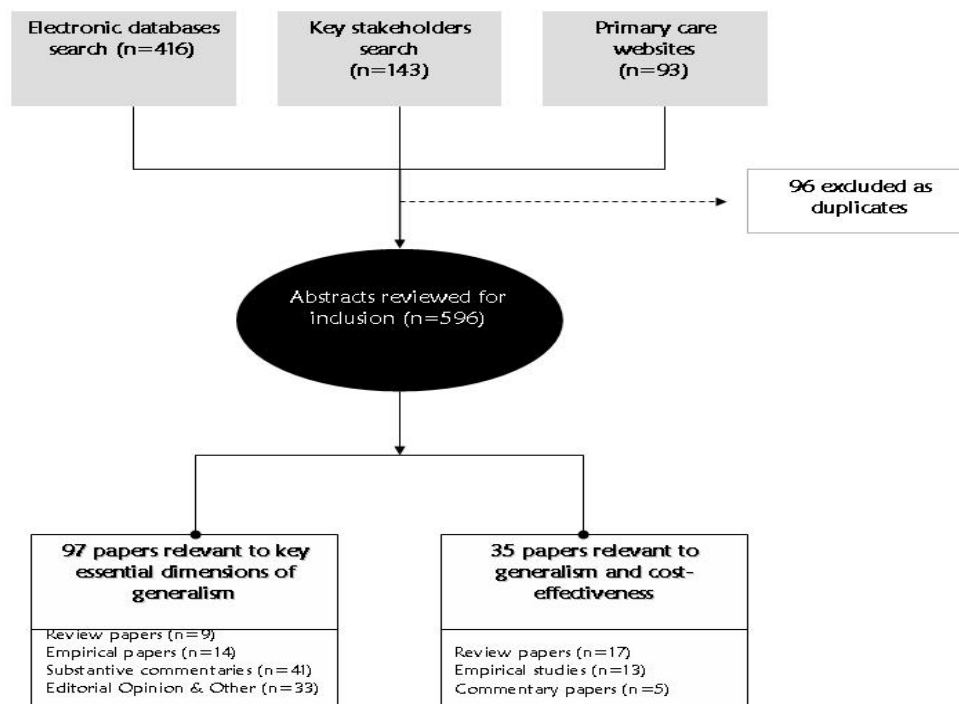 Electronic databases
search (n=416)
Key stakeholders
search
(n=143)
Primary care
websites
(n=93)
96 excluded as
duplicates
Abstracts reviewed for
inclusion (n=596)
97 papers relevant to key
essential dimensions of
generalism
Review papers (n=9)
Empirical papers (n=14)
Substantive commentaries (n=41)
Editorial Opinion & Other (n=33)
35 papers relevant to
generalism and cost-
effectiveness
Review papers (n=17)
Empirical studies (n=13)
Commentary papers (n=5)